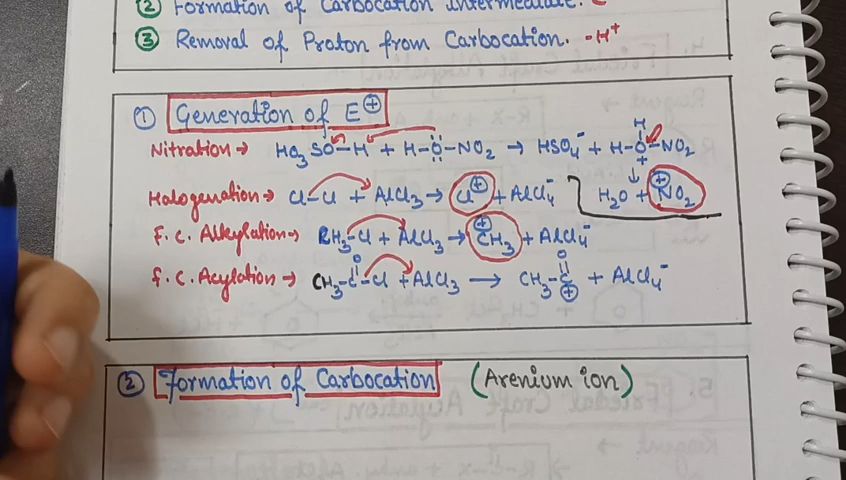 ② Formation of Carbocation Intermediate.
③ Removal of Proton from Carbocation. -H⁺
① Generation of E⊕
Nitration → HO₃SO-H + H-Ö-NO₂ → HSO₄⁻ + H-O(H)(+)-NO₂
↓
H₂O + ⊕NO₂
Halogenation → Cl-Cl + AlCl₃ → Cl⊕ + AlCl₄⁻
F.C. Alkylation → CH₃-Cl + AlCl₃ → ⊕CH₃ + AlCl₄⁻
F.C. Acylation → CH₃-C(=O)-Cl + AlCl₃ → CH₃-C(=O)⊕ + AlCl₄⁻
② Formation of Carbocation (Arenium ion)